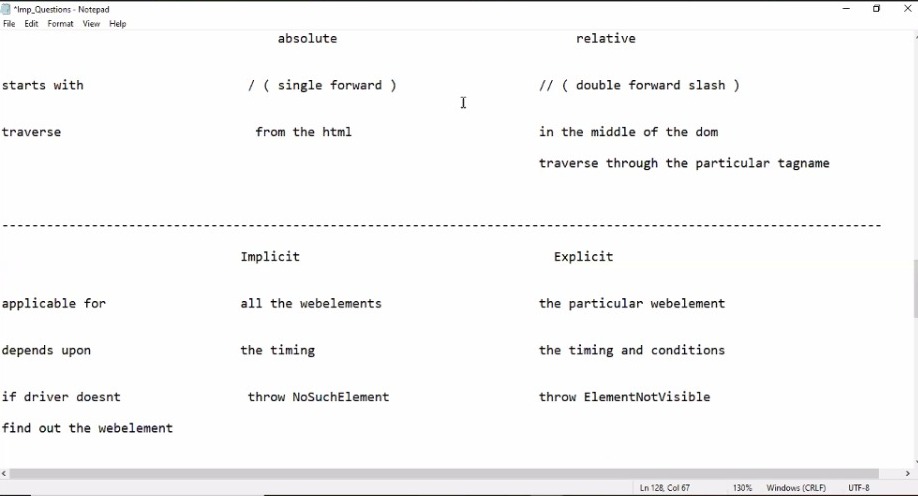 *Imp_Questions - Notepad
File Edit Format View Help
absolute relative
starts with / ( single forward ) // ( double forward slash )
traverse from the html in the middle of the dom
traverse through the particular tagname
----------------------------------------------------------------------------------------------------------------------
Implicit Explicit
applicable for all the webelements the particular webelement
depends upon the timing the timing and conditions
if driver doesnt throw NoSuchElement throw ElementNotVisible
find out the webelement
Ln 128, Col 67 130% Windows (CRLF) UTF-8